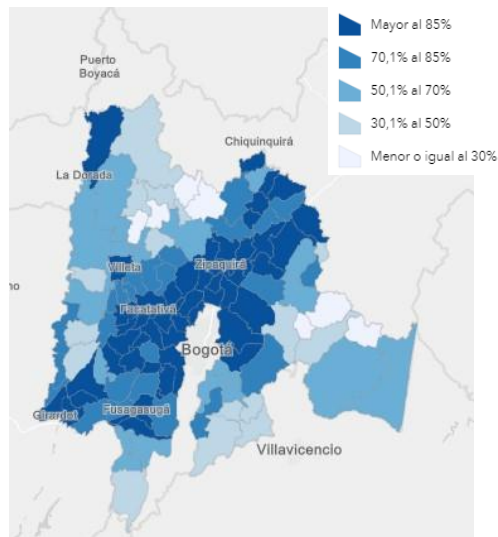 Mayor al 85%
70,1% al 85%
50,1% al 70%
30,1% al 50%
Menor o igual al 30%
Puerto
Boyacá
Chiquinquirá
La Dorada
Villeta
Zipaquirá
no
Facatativá
Bogotá
Girardot
Fusagasugá
Villavicencio